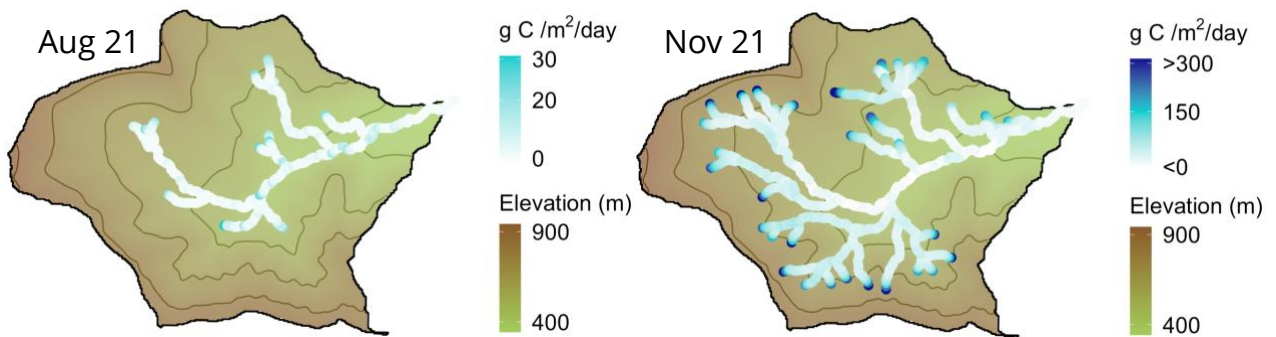 Aug 21
g C /m²/day
30
20
0
Elevation (m)
900
400
Nov 21
g C /m²/day
>300
150
<0
Elevation (m)
900
400